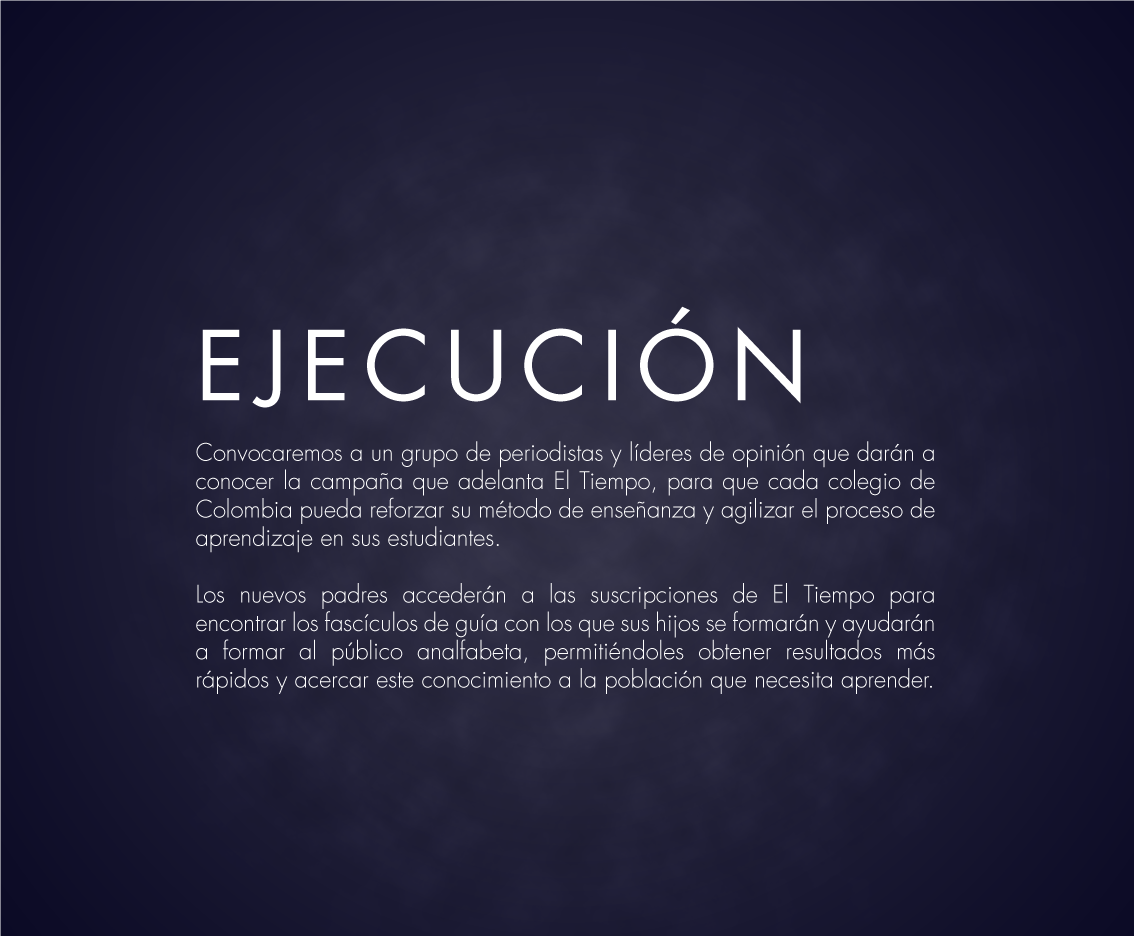 EJECUCIÓN
Convocaremos a un grupo de periodistas y líderes de opinión que darán a
conocer la campaña que adelanta El Tiempo, para que cada colegio de
Colombia pueda reforzar su método de enseñanza y agilizar el proceso de
aprendizaje en sus estudiantes.
Los nuevos padres accederán a las suscripciones de El Tiempo para
encontrar los fascículos de guía con los que sus hijos se formarán y ayudarán
a formar al público analfabeta, permitiéndoles obtener resultados más
rápidos y acercar este conocimiento a la población que necesita aprender.